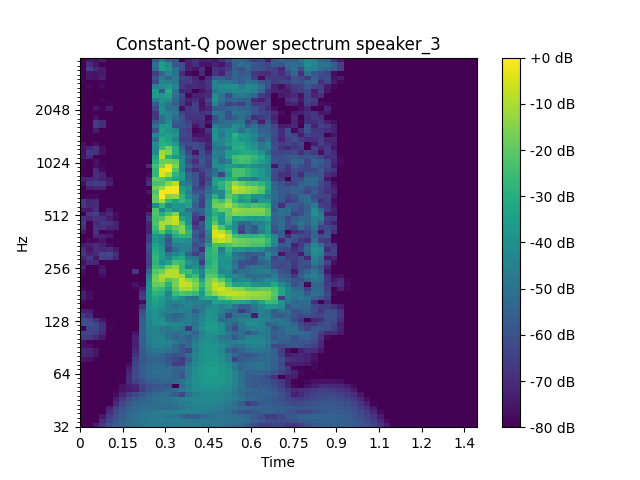 Constant-Q power spectrum speaker_3
+0 dB
-10 dB
-20 dB
-30 dB
-40 dB
-50 dB
-60 dB
-70 dB
-80 dB
Hz
2048
1024
512
256
128
64
32
0 0.15 0.3 0.45 0.6 0.75 0.9 1.1 1.2 1.4
Time